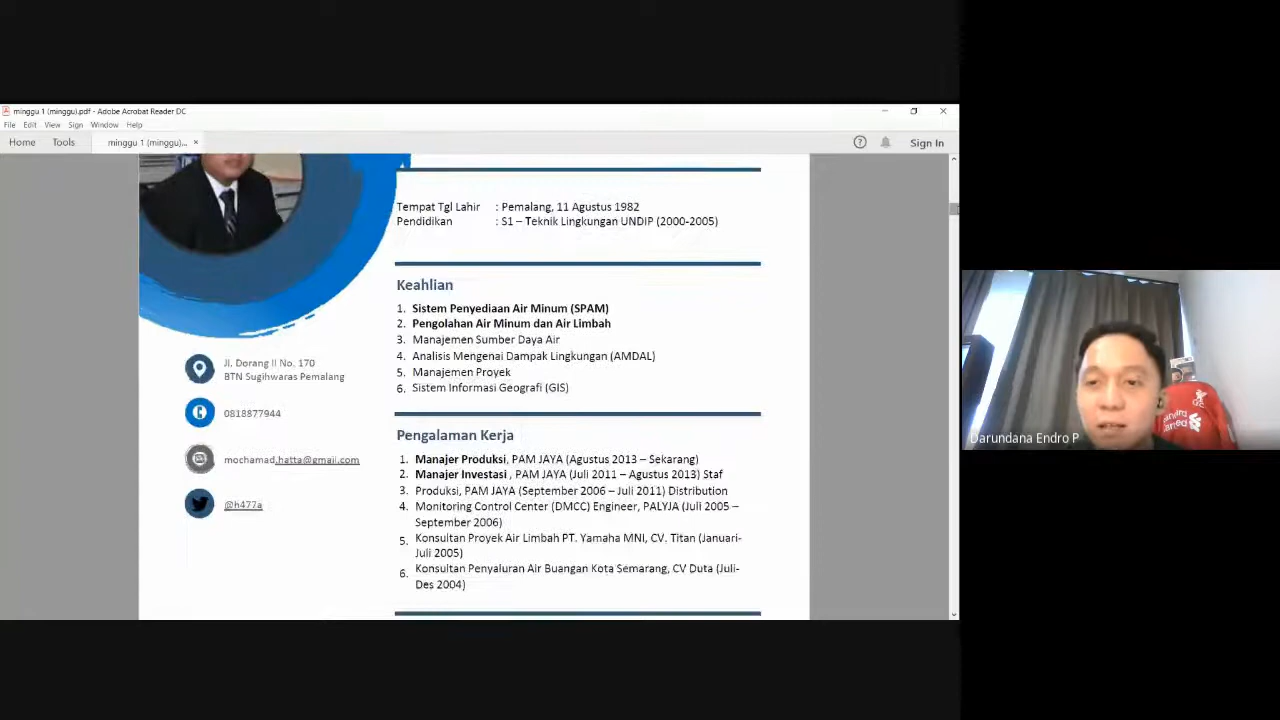 minggu 1 (minggu).pdf - Adobe Acrobat Reader DC
File Edit View Sign Window Help
Home Tools minggu 1 (minggu)... × Sign In
Tempat Tgl Lahir : Pemalang, 11 Agustus 1982
Pendidikan : S1 – Teknik Lingkungan UNDIP (2000-2005)
Keahlian
1. Sistem Penyediaan Air Minum (SPAM)
2. Pengolahan Air Minum dan Air Limbah
3. Manajemen Sumber Daya Air
4. Analisis Mengenai Dampak Lingkungan (AMDAL)
5. Manajemen Proyek
6. Sistem Informasi Geografi (GIS)
Jl. Dorang II No. 170
BTN Sugihwaras Pemalang
0818877944
mochamad.hatta@gmail.com
@h477a
Pengalaman Kerja
1. Manajer Produksi, PAM JAYA (Agustus 2013 – Sekarang)
2. Manajer Investasi , PAM JAYA (Juli 2011 – Agustus 2013) Staf
3. Produksi, PAM JAYA (September 2006 – Juli 2011) Distribution
4. Monitoring Control Center (DMCC) Engineer, PALYJA (Juli 2005 –
September 2006)
5. Konsultan Proyek Air Limbah PT. Yamaha MNI, CV. Titan (Januari-
Juli 2005)
6. Konsultan Penyaluran Air Buangan Kota Semarang, CV Duta (Juli-
Des 2004)
Darundana Endro P